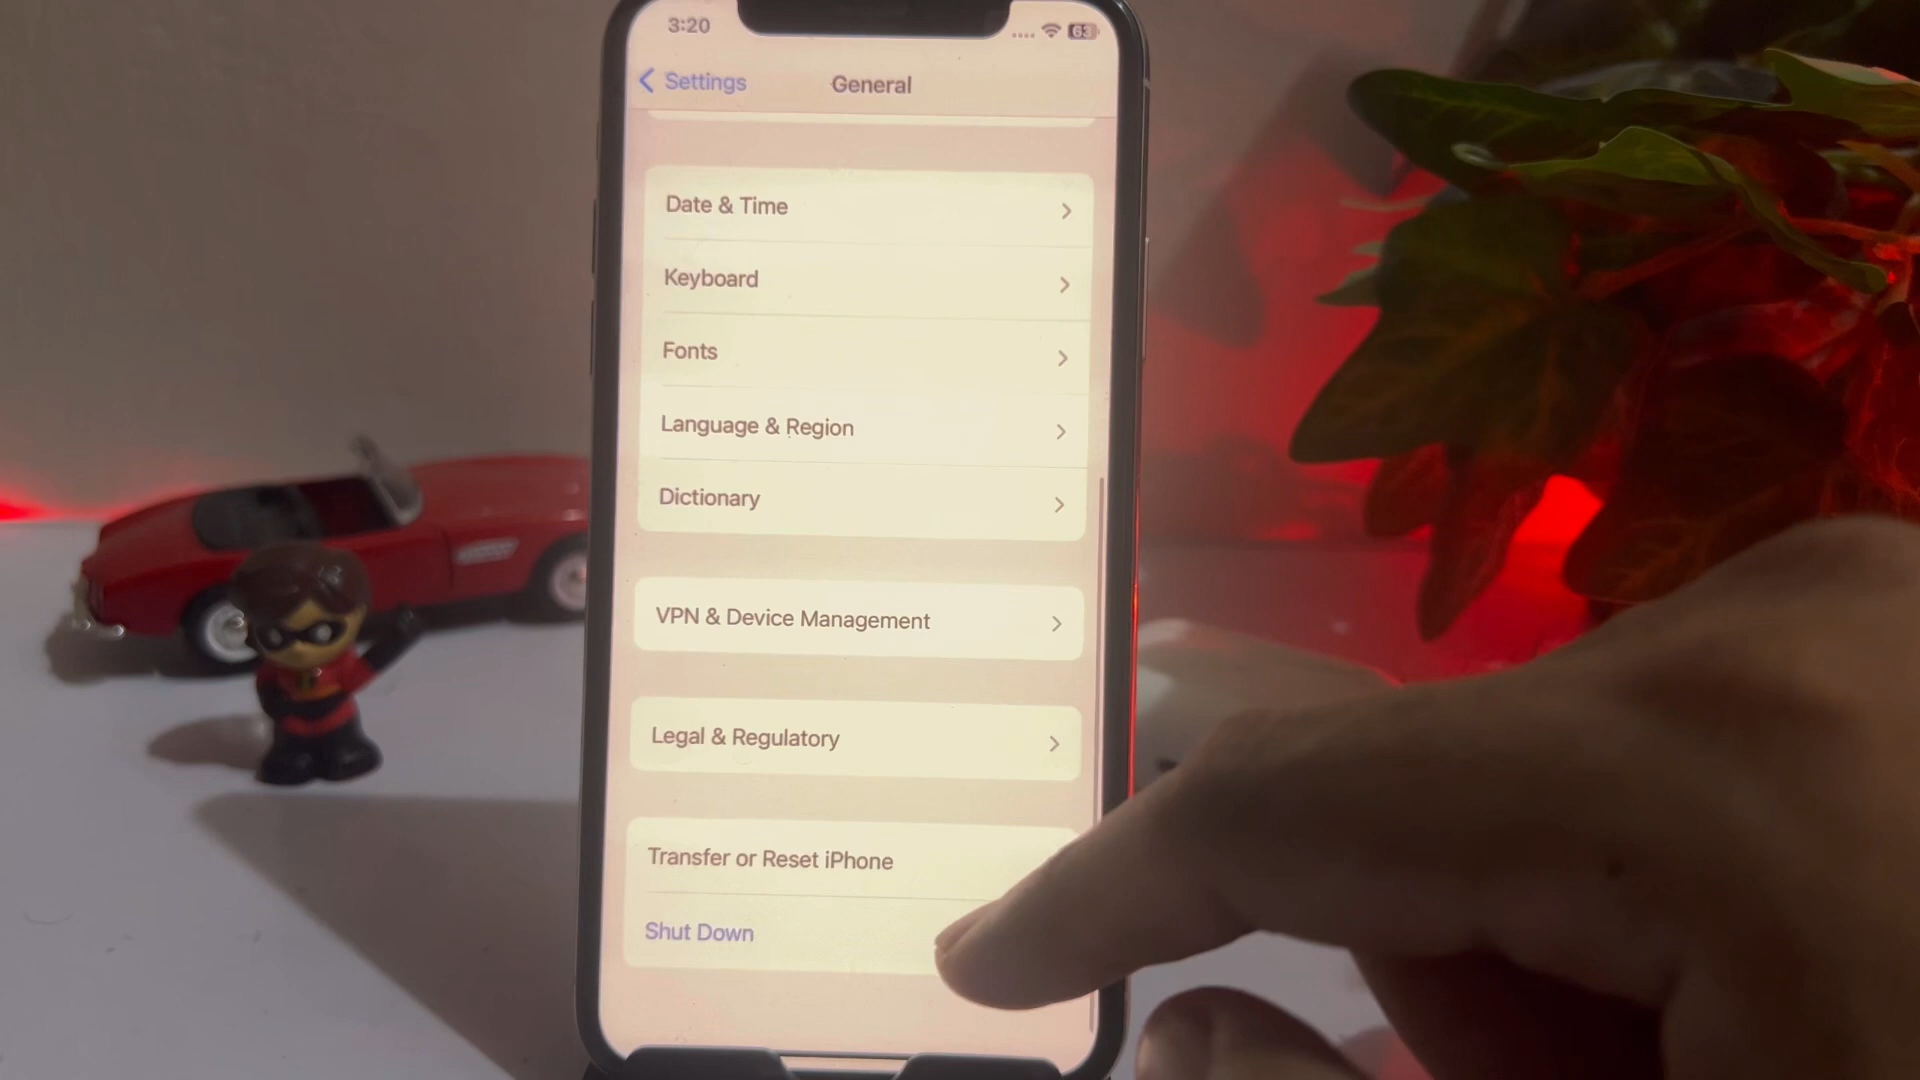 3:20
63
Settings
General
Date & Time
Keyboard
Fonts
Language & Region
Dictionary
VPN & Device Management
Legal & Regulatory
Transfer or Reset iPhone
Shut Down